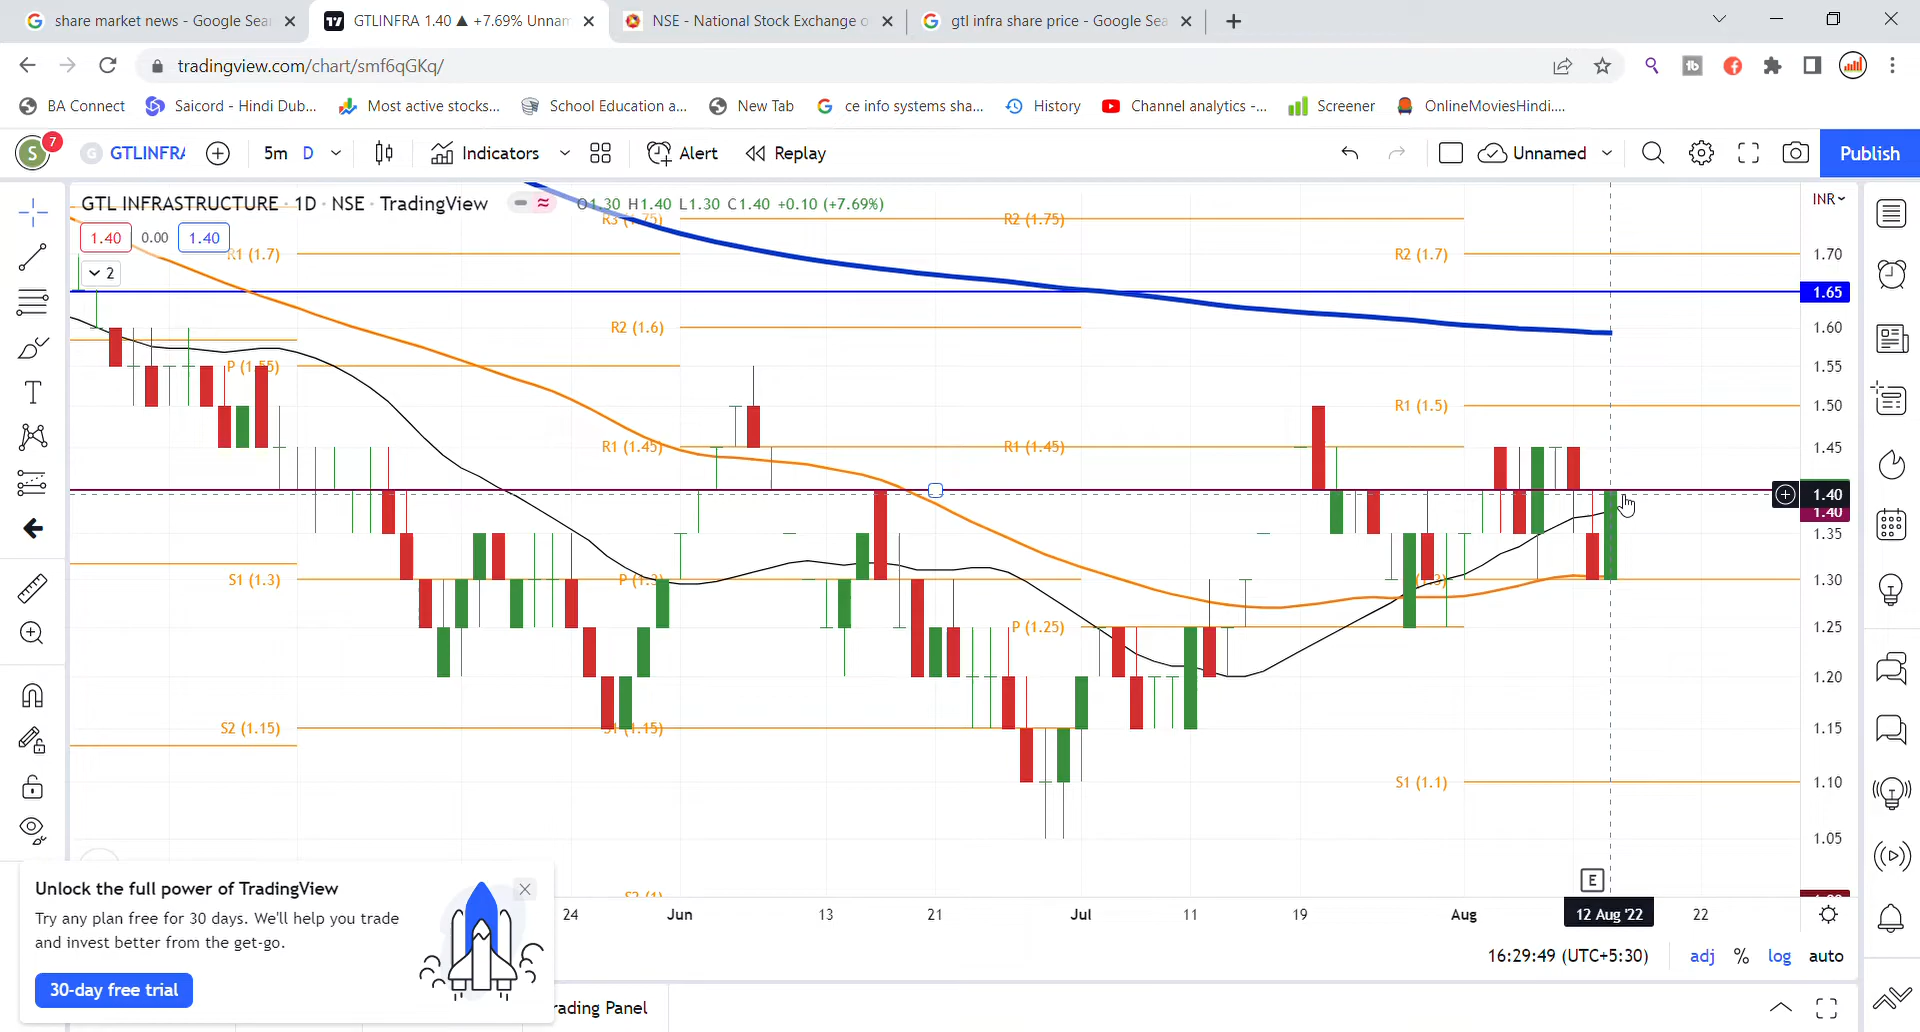 share market news - Google Sea
GTLINFRA 1.40 ▲ +7.69% Unnam
NSE - National Stock Exchange o
gtl infra share price - Google Sea
tradingview.com/chart/smf6qGKq/
BA Connect
Saicord - Hindi Dub...
Most active stocks...
School Education a...
New Tab
ce info systems sha...
History
Channel analytics -...
Screener
OnlineMoviesHindi....
S
7
G
GTLINFRA
5m
D
Indicators
Alert
Replay
Unnamed
Publish
GTL INFRASTRUCTURE · 1D · NSE · TradingView
O1.30 H1.40 L1.30 C1.40 +0.10 (+7.69%)
INR
1.40
0.00
1.40
2
R3 (1.75)
R2 (1.75)
R1 (1.7)
R2 (1.7)
R2 (1.6)
P (1.55)
R1 (1.5)
R1 (1.45)
R1 (1.45)
S1 (1.3)
P (1.3)
P (1.25)
S2 (1.15)
S1 (1.15)
S1 (1.1)
1.70
1.65
1.60
1.55
1.50
1.45
1.40
1.40
1.35
1.30
1.25
1.20
1.15
1.10
1.05
E
24
Jun
13
21
Jul
11
19
Aug
12 Aug '22
22
16:29:49 (UTC+5:30)
adj
%
log
auto
Unlock the full power of TradingView
Try any plan free for 30 days. We'll help you trade
and invest better from the get-go.
30-day free trial
rading Panel